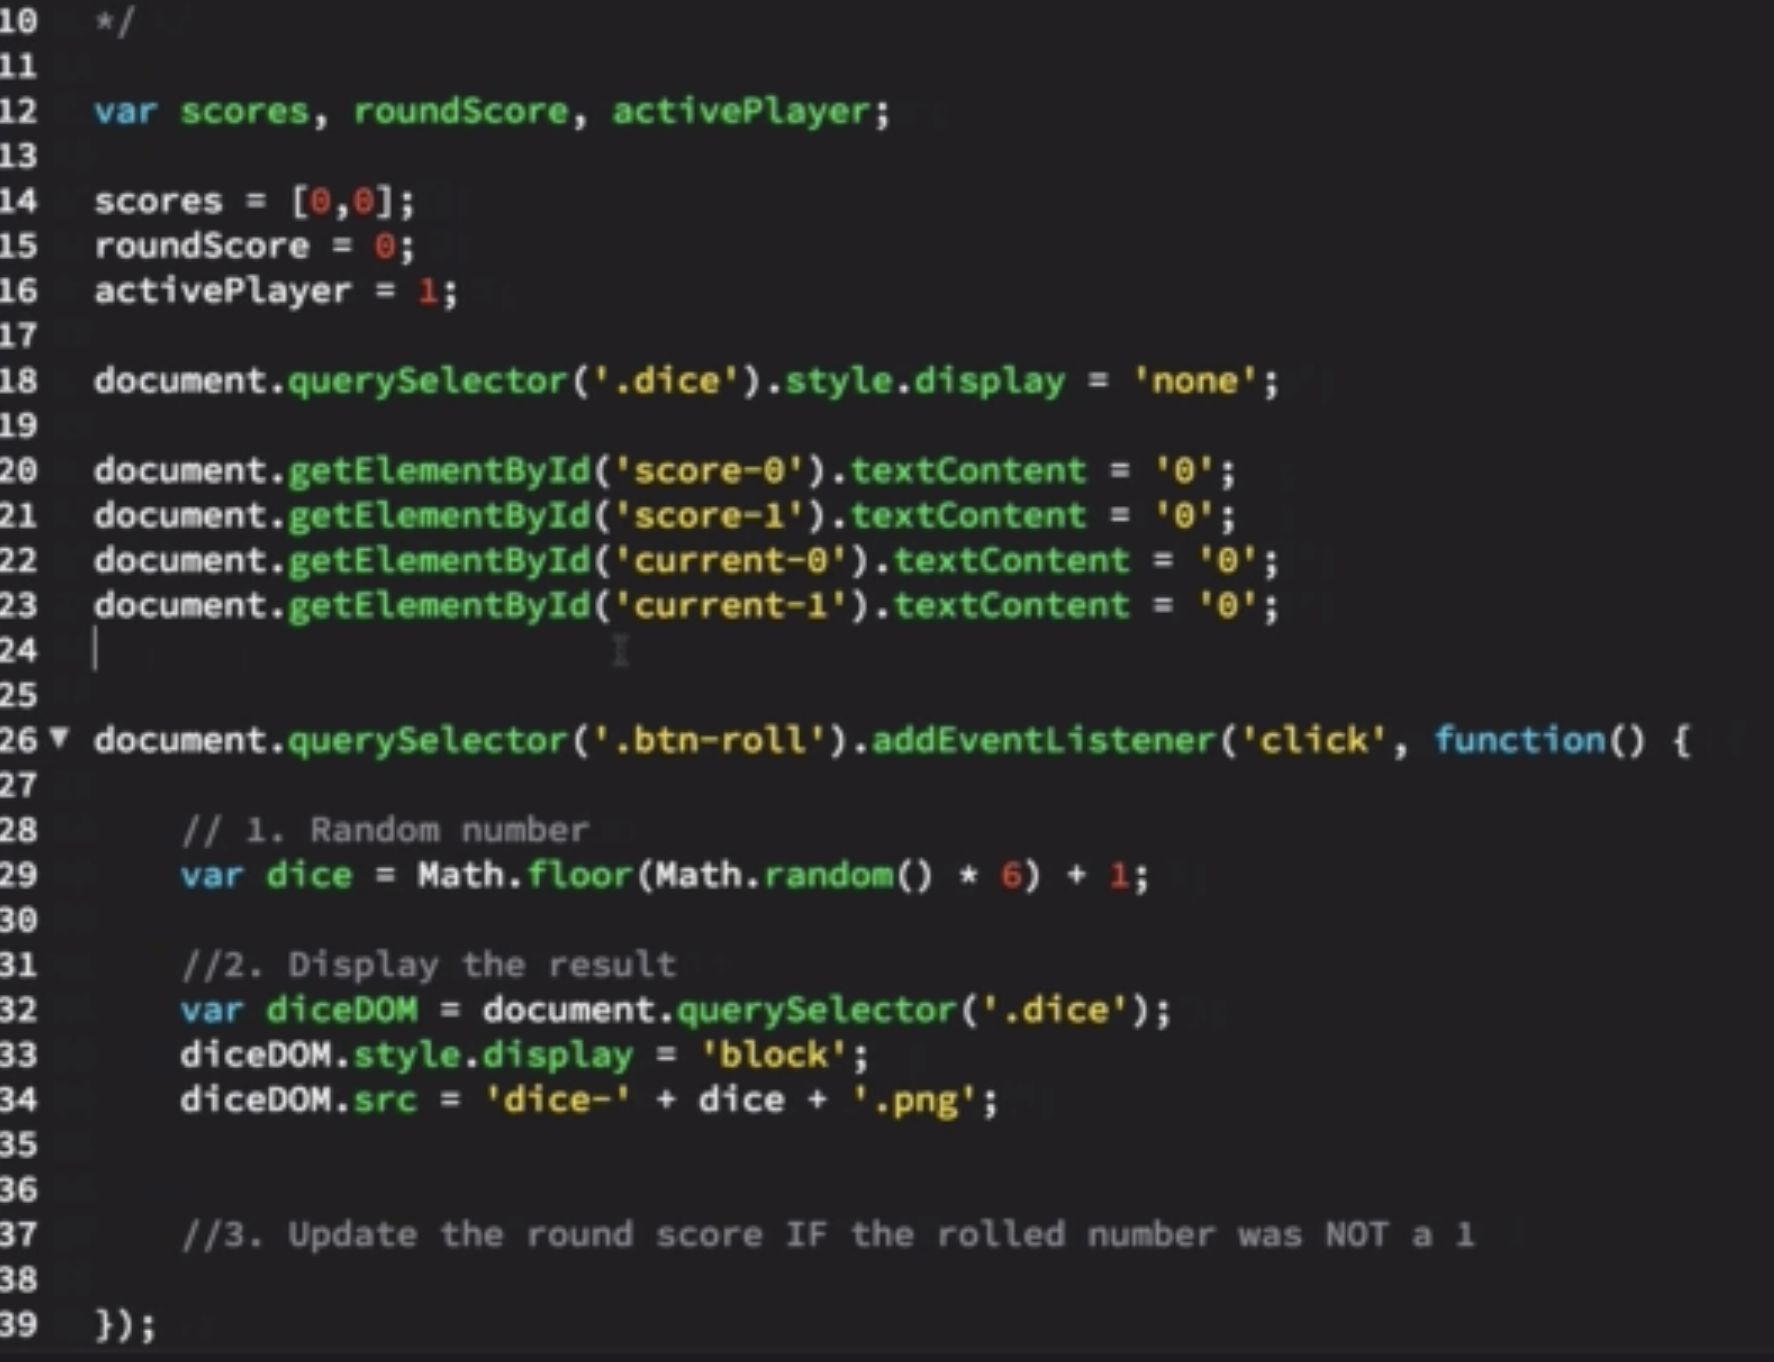 10 */
11
12 var scores, roundScore, activePlayer;
13
14 scores = [0,0];
15 roundScore = 0;
16 activePlayer = 1;
17
18 document.querySelector('.dice').style.display = 'none';
19
20 document.getElementById('score-0').textContent = '0';
21 document.getElementById('score-1').textContent = '0';
22 document.getElementById('current-0').textContent = '0';
23 document.getElementById('current-1').textContent = '0';
24
25
26 ▼ document.querySelector('.btn-roll').addEventListener('click', function() {
27
28     // 1. Random number
29     var dice = Math.floor(Math.random() * 6) + 1;
30
31     //2. Display the result
32     var diceDOM = document.querySelector('.dice');
33     diceDOM.style.display = 'block';
34     diceDOM.src = 'dice-' + dice + '.png';
35
36
37     //3. Update the round score IF the rolled number was NOT a 1
38
39 });